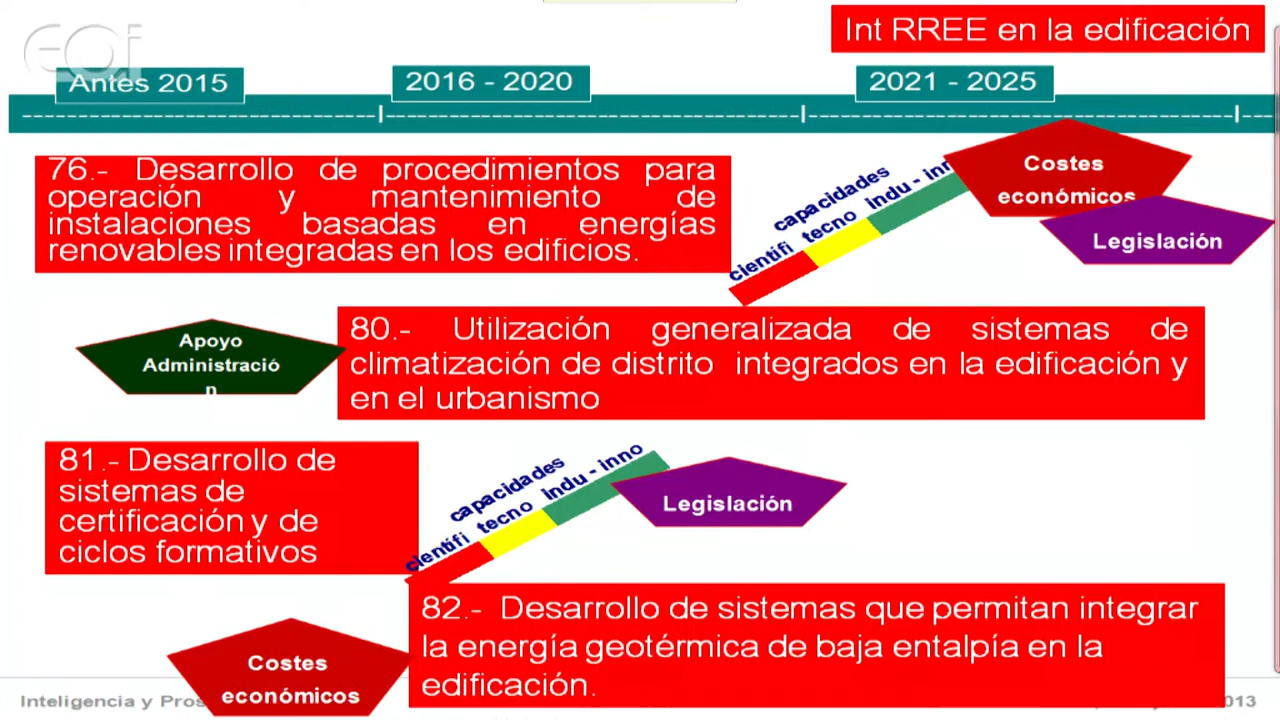 eoi
Int RREE en la edificación
Antes 2015
2016 - 2020
2021 - 2025
76.- Desarrollo de procedimientos para
operación y mantenimiento de
instalaciones basadas en energías
renovables integradas en los edificios.
capacidades
cientifi tecno indu - inn
Costes
económicos
Legislación
Apoyo
Administració
n
80.- Utilización generalizada de sistemas de
climatización de distrito integrados en la edificación y
en el urbanismo
81.- Desarrollo de
sistemas de
certificación y de
ciclos formativos
capacidades
cientifi tecno indu - inno
Legislación
Costes
económicos
82.- Desarrollo de sistemas que permitan integrar
la energía geotérmica de baja entalpía en la
edificación.
Inteligencia y Pros
013